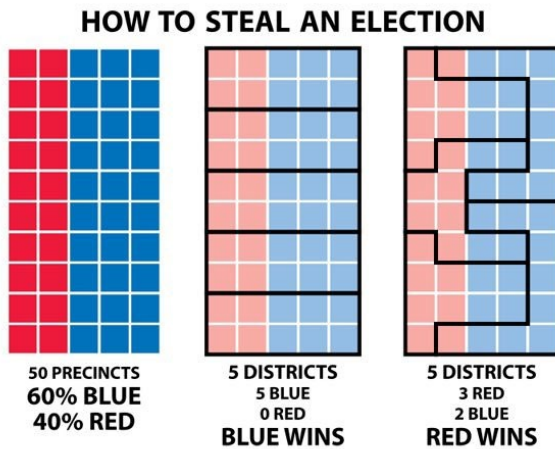 HOW TO STEAL AN ELECTION
50 PRECINCTS
60% BLUE
40% RED
5 DISTRICTS
5 BLUE
0 RED
BLUE WINS
5 DISTRICTS
3 RED
2 BLUE
RED WINS